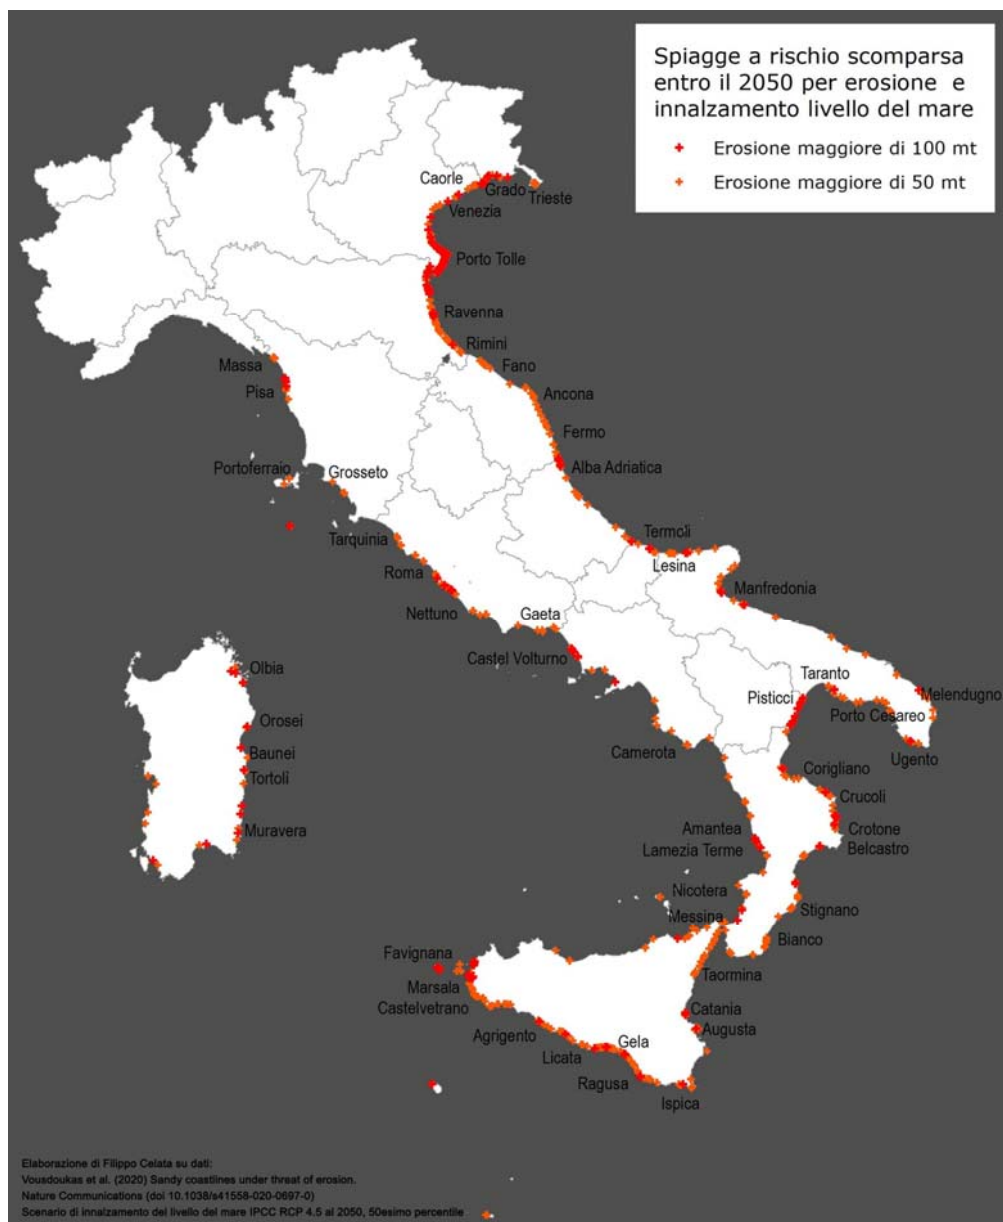 Spiagge a rischio scomparsa
entro il 2050 per erosione e
innalzamento livello del mare
Erosione maggiore di 100 mt
Erosione maggiore di 50 mt
Caorle
Grado
Trieste
Venezia
Porto Tolle
Ravenna
Rimini
Massa
Fano
Pisa
Ancona
Fermo
Portoferraio
Grosseto
Alba Adriatica
Tarquinia
Termoli
Lesina
Roma
Manfredonia
Nettuno
Gaeta
Castel Volturno
Olbia
Taranto
Melendugno
Pisticci
Porto Cesareo
Orosei
Camerota
Ugento
Baunei
Corigliano
Tortolì
Crucoli
Muravera
Amantea
Crotone
Lamezia Terme
Belcastro
Nicotera
Stignano
Messina
Bianco
Favignana
Taormina
Marsala
Castelvetrano
Catania
Augusta
Agrigento
Gela
Licata
Ragusa
Ispica
Elaborazione di Filippo Celata su dati:
Vousdoukas et al. (2020) Sandy coastlines under threat of erosion.
Nature Communications (doi 10.1038/s41558-020-0697-0)
Scenario di innalzamento del livello del mare IPCC RCP 4.5 al 2050, 50esimo percentile